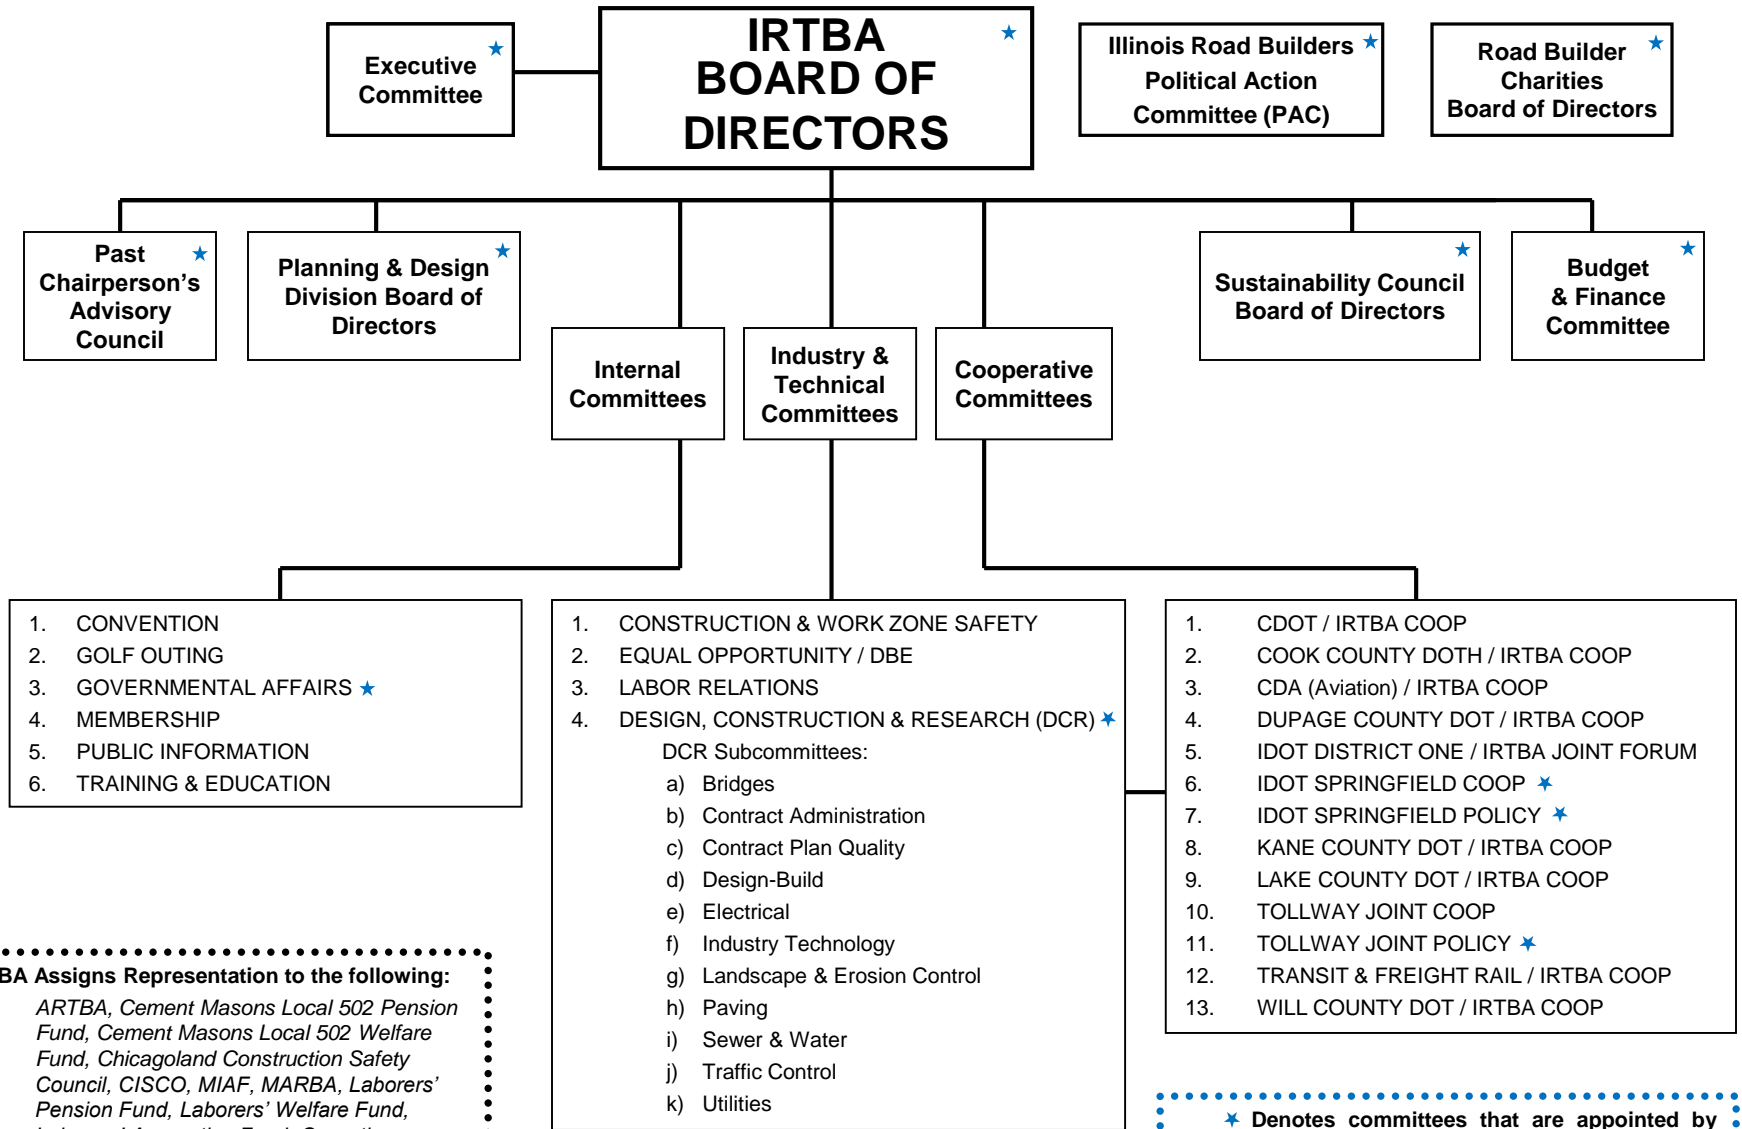 IRTBA
BOARD OF
DIRECTORS
Executive
Committee
Illinois Road Builders
Political Action
Committee (PAC)
Road Builder
Charities
Board of Directors
Past
Chairperson’s
Advisory
Council
Planning & Design
Division Board of
Directors
Internal
Committees
Industry &
Technical
Committees
Cooperative
Committees
Sustainability Council
Board of Directors
Budget
& Finance
Committee
1. CONVENTION
2. GOLF OUTING
3. GOVERNMENTAL AFFAIRS
4. MEMBERSHIP
5. PUBLIC INFORMATION
6. TRAINING & EDUCATION
1. CONSTRUCTION & WORK ZONE SAFETY
2. EQUAL OPPORTUNITY / DBE
3. LABOR RELATIONS
4. DESIGN, CONSTRUCTION & RESEARCH (DCR)
DCR Subcommittees:
a) Bridges
b) Contract Administration
c) Contract Plan Quality
d) Design-Build
e) Electrical
f) Industry Technology
g) Landscape & Erosion Control
h) Paving
i) Sewer & Water
j) Traffic Control
k) Utilities
1. CDOT / IRTBA COOP
2. COOK COUNTY DOTH / IRTBA COOP
3. CDA (Aviation) / IRTBA COOP
4. DUPAGE COUNTY DOT / IRTBA COOP
5. IDOT DISTRICT ONE / IRTBA JOINT FORUM
6. IDOT SPRINGFIELD COOP
7. IDOT SPRINGFIELD POLICY
8. KANE COUNTY DOT / IRTBA COOP
9. LAKE COUNTY DOT / IRTBA COOP
10. TOLLWAY JOINT COOP
11. TOLLWAY JOINT POLICY
12. TRANSIT & FREIGHT RAIL / IRTBA COOP
13. WILL COUNTY DOT / IRTBA COOP
BA Assigns Representation to the following:
ARTBA, Cement Masons Local 502 Pension
Fund, Cement Masons Local 502 Welfare
Fund, Chicagoland Construction Safety
Council, CISCO, MIAF, MARBA, Laborers’
Pension Fund, Laborers’ Welfare Fund,
Denotes committees that are appointed by